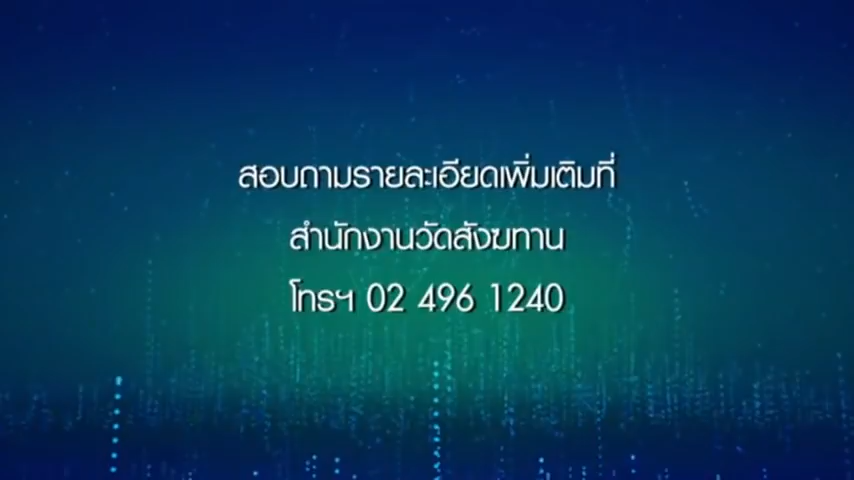 สอบถามรายละเอียดเพิ่มเติมที่
สำนักงานวัดสังฆทาน
โทรฯ 02 496 1240